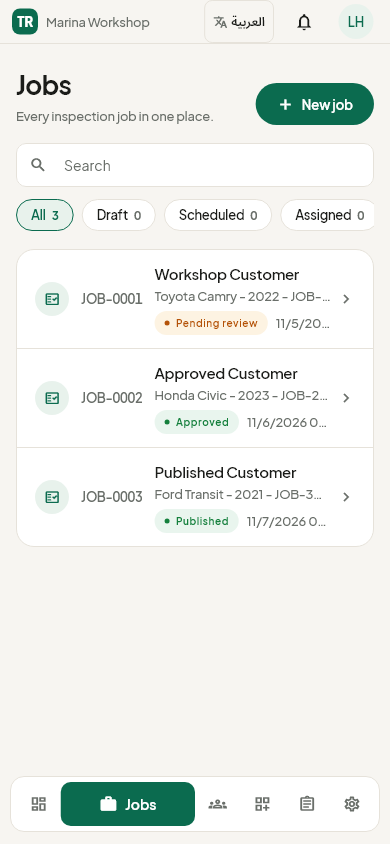 TR Marina Workshop العربية LH
Jobs
Every inspection job in one place.
New job
Search
All 3 Draft 0 Scheduled 0 Assigned 0
Workshop Customer
JOB-0001
Toyota Camry - 2022 - JOB-...
Pending review 11/5/20...
Approved Customer
JOB-0002
Honda Civic - 2023 - JOB-2...
Approved 11/6/2026 0...
Published Customer
JOB-0003
Ford Transit - 2021 - JOB-3...
Published 11/7/2026 0...
Jobs